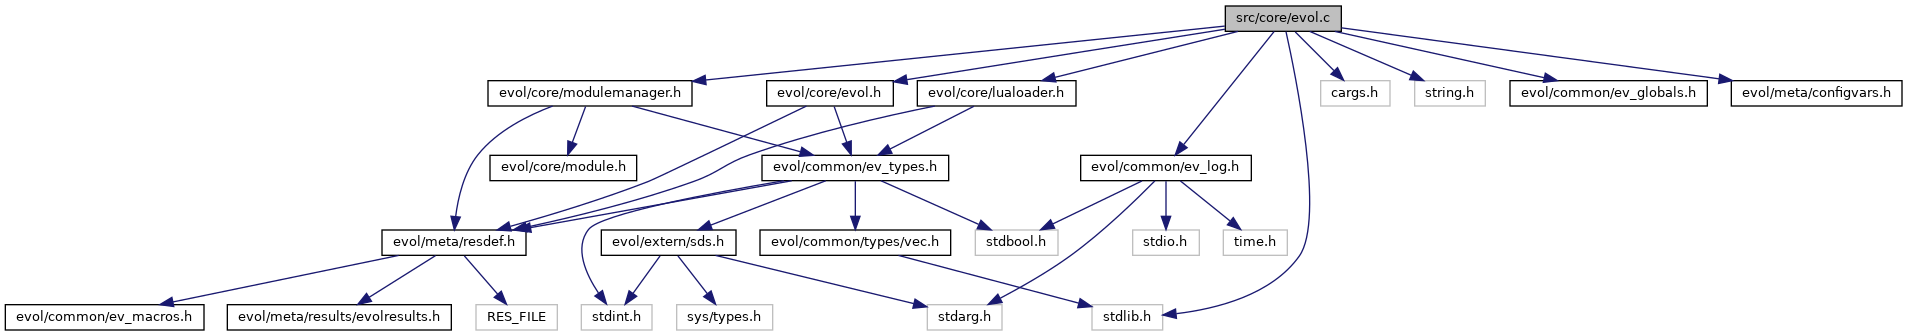 src/core/evol.c
evol/core/modulemanager.h
evol/core/evol.h
evol/core/lualoader.h
cargs.h
string.h
evol/common/ev_globals.h
evol/meta/configvars.h
evol/core/module.h
evol/common/ev_types.h
evol/common/ev_log.h
evol/meta/resdef.h
evol/extern/sds.h
evol/common/types/vec.h
stdbool.h
stdio.h
time.h
evol/common/ev_macros.h
evol/meta/results/evolresults.h
RES_FILE
stdint.h
sys/types.h
stdarg.h
stdlib.h